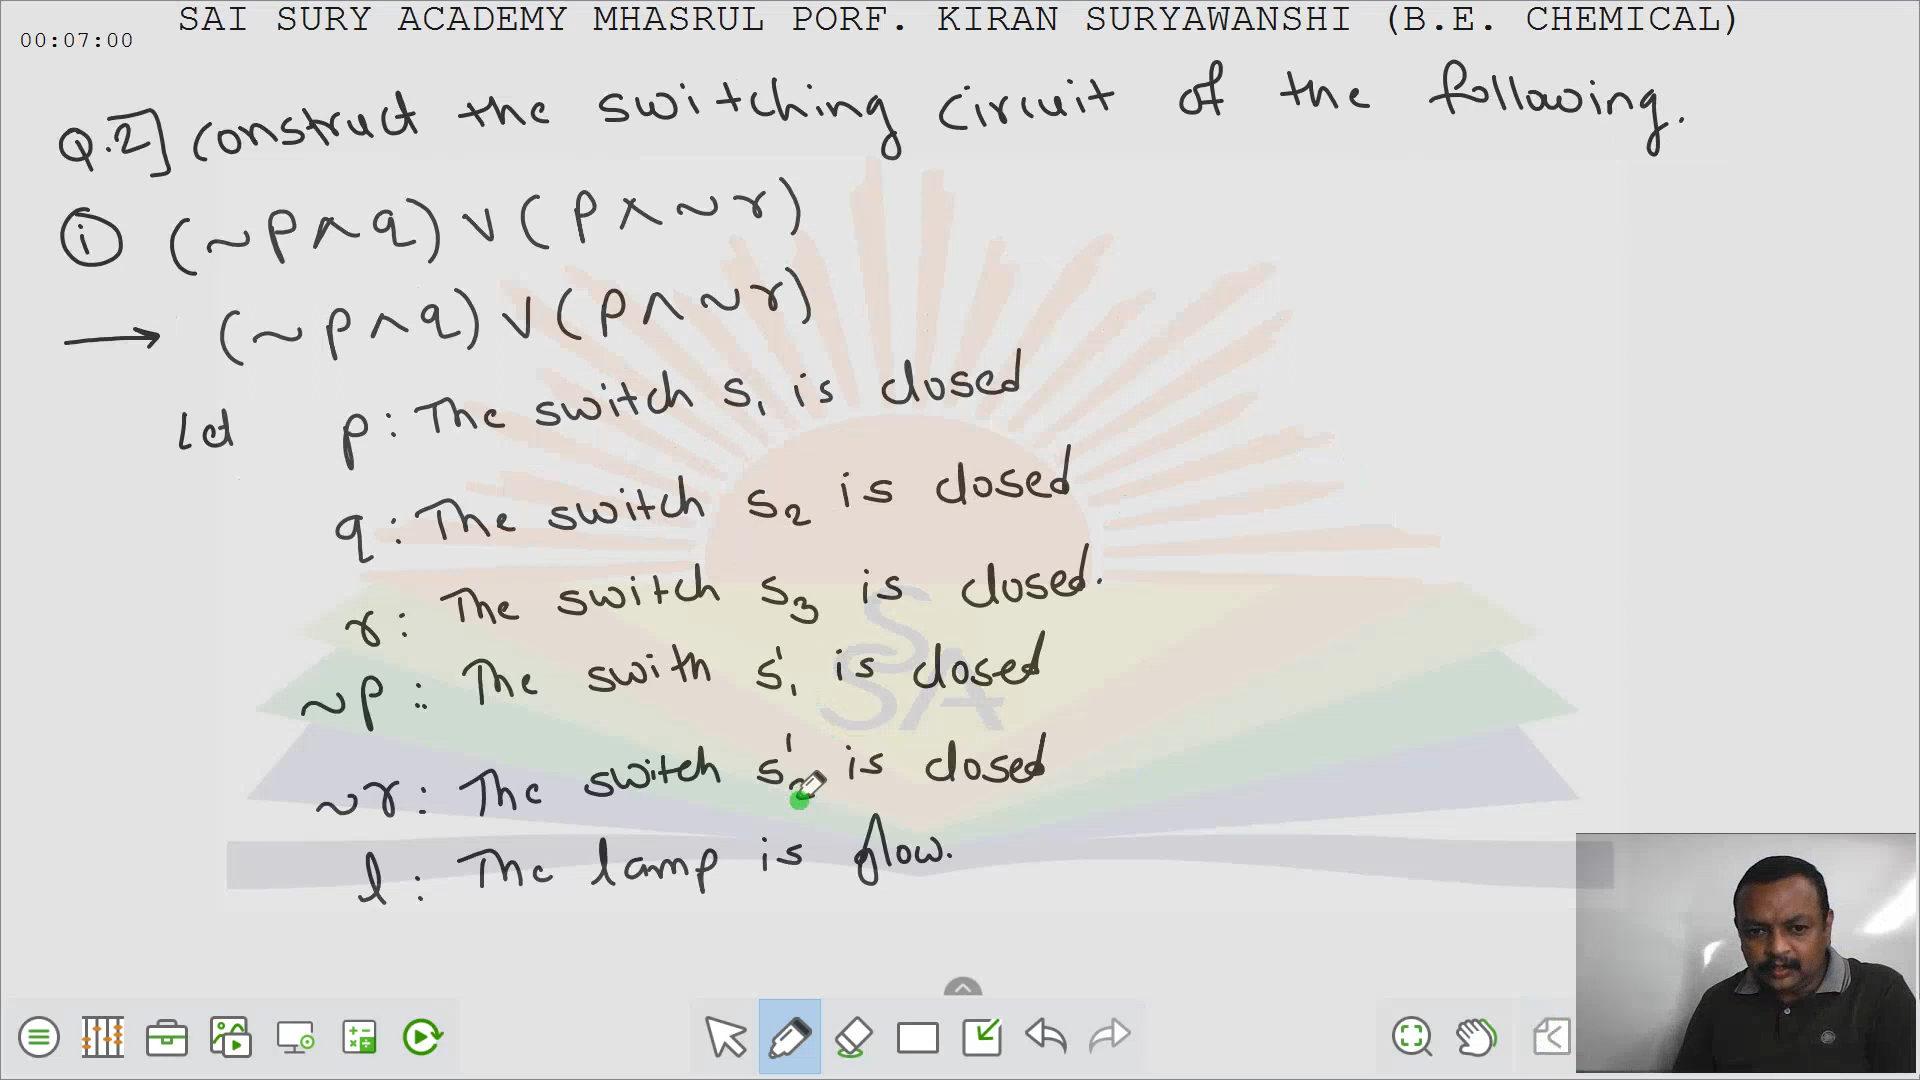 SAI SURY ACADEMY MHASRUL PORF. KIRAN SURYAWANSHI (B.E. CHEMICAL)
00:07:00
Q.2] construct the switching circuit of the following.
i (~p∧q)∨(p∧~r)
→ (~p∧q)∨(p∧~r)
Let p: The switch s₁ is closed
q: The switch s₂ is closed
r: The switch s₃ is closed.
~p: The swith s'₁ is closed
~r: The switch s' is closed
l: The lamp is glow.
S
SA